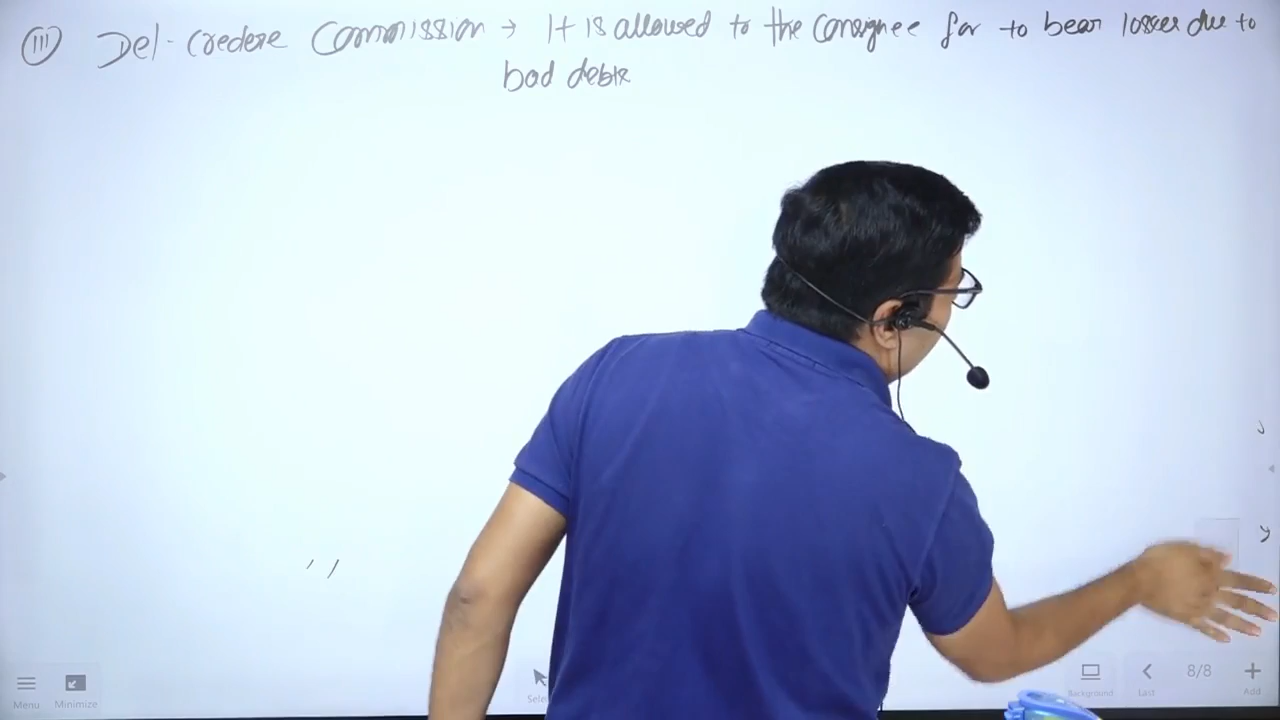 (III) Del-Credere Commission → It is allowed to the Consignee for to bear losses due to
bad debts
Menu
Minimize
Selec
Background
Last
8/8
Add